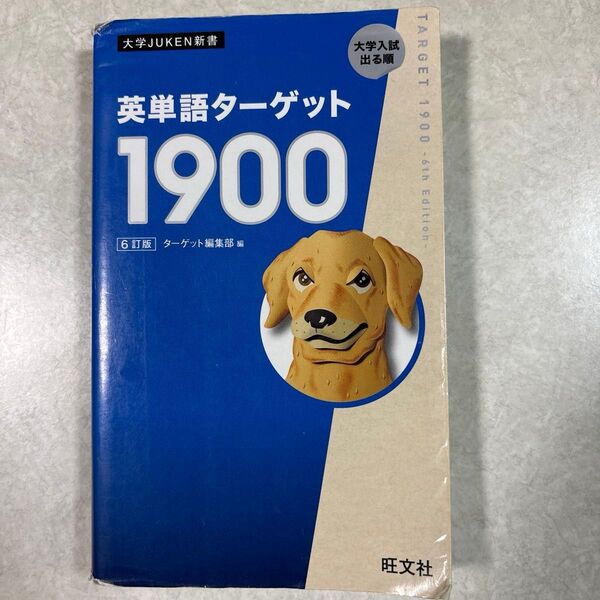 大学JUKEN新書
大学入試
出る順
TARGET 1900 -6th Edition-
英単語ターゲット
1900
6訂版 ターゲット編集部 編
旺文社